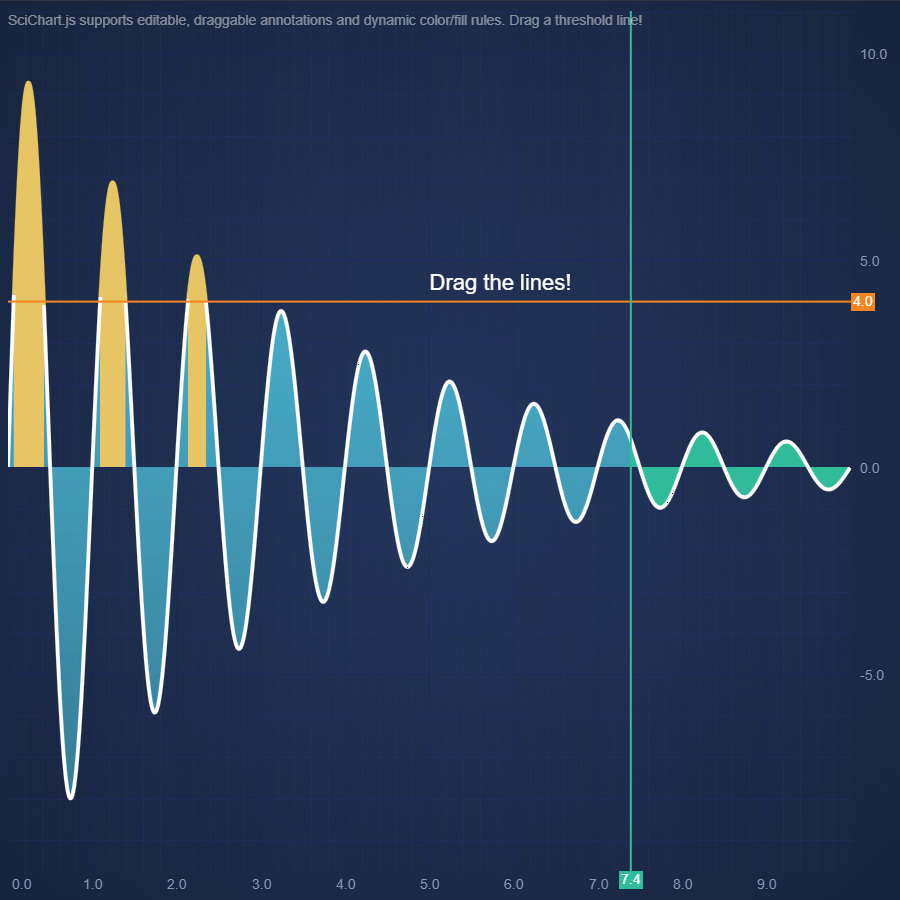 SciChart.js supports editable, draggable annotations and dynamic color/fill rules. Drag a threshold line!
10.0
5.0
Drag the lines!
4.0
0.0
-5.0
0.0 1.0 2.0 3.0 4.0 5.0 6.0 7.0 7.4 8.0 9.0